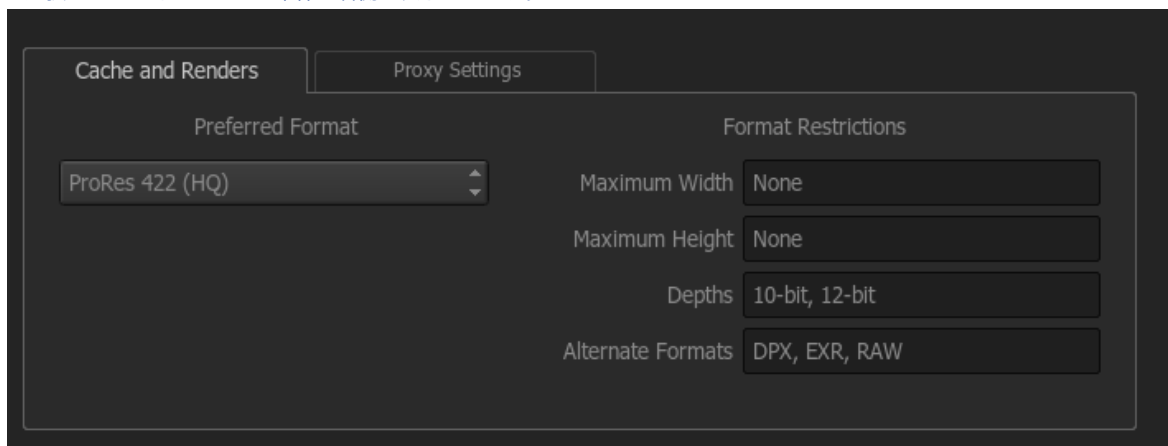 Cache and Renders
Proxy Settings
Preferred Format
Format Restrictions
ProRes 422 (HQ)
Maximum Width None
Maximum Height None
Depths 10-bit, 12-bit
Alternate Formats DPX, EXR, RAW